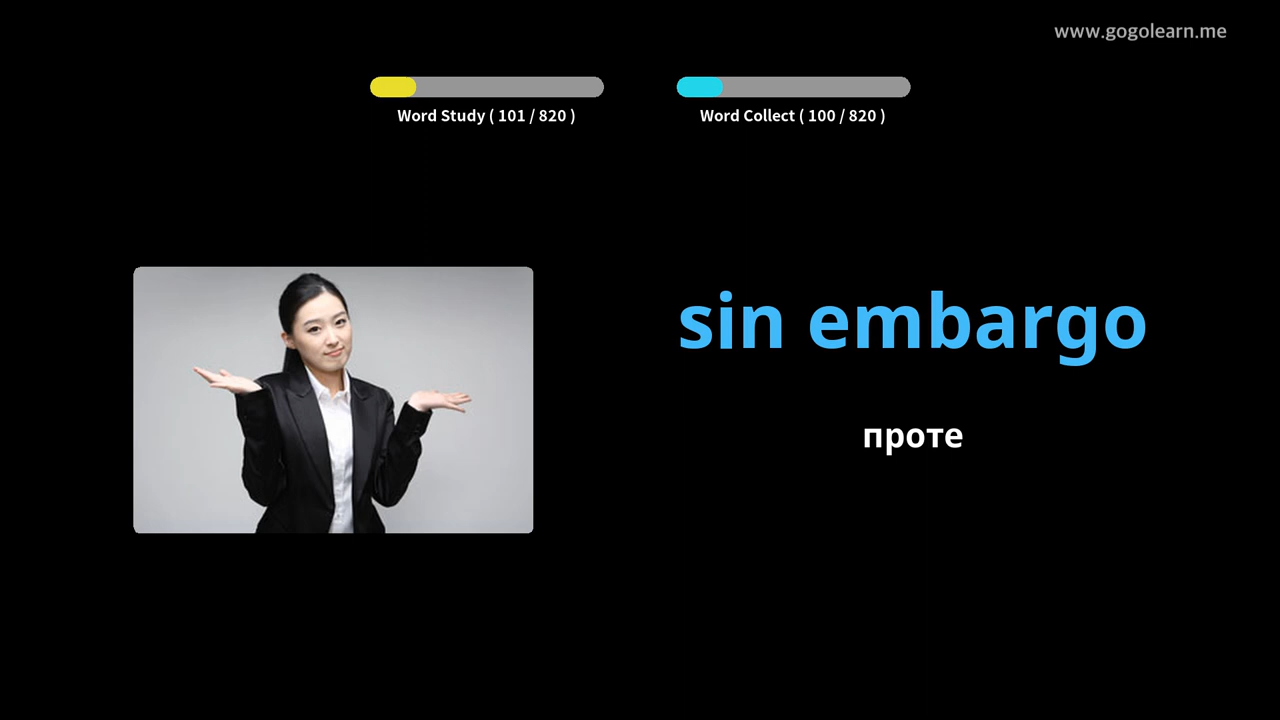 www.gogolearn.me
Word Study ( 101 / 820 )
Word Collect ( 100 / 820 )
sin embargo
проте